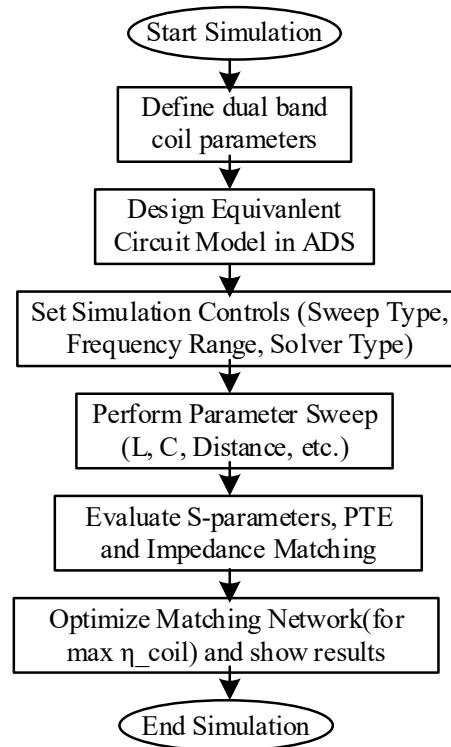 Start Simulation
Define dual band
coil parameters
Design Equivanlent
Circuit Model in ADS
Set Simulation Controls (Sweep Type,
Frequency Range, Solver Type)
Perform Parameter Sweep
(L, C, Distance, etc.)
Evaluate S-parameters, PTE
and Impedance Matching
Optimize Matching Network(for
max η_coil) and show results
End Simulation